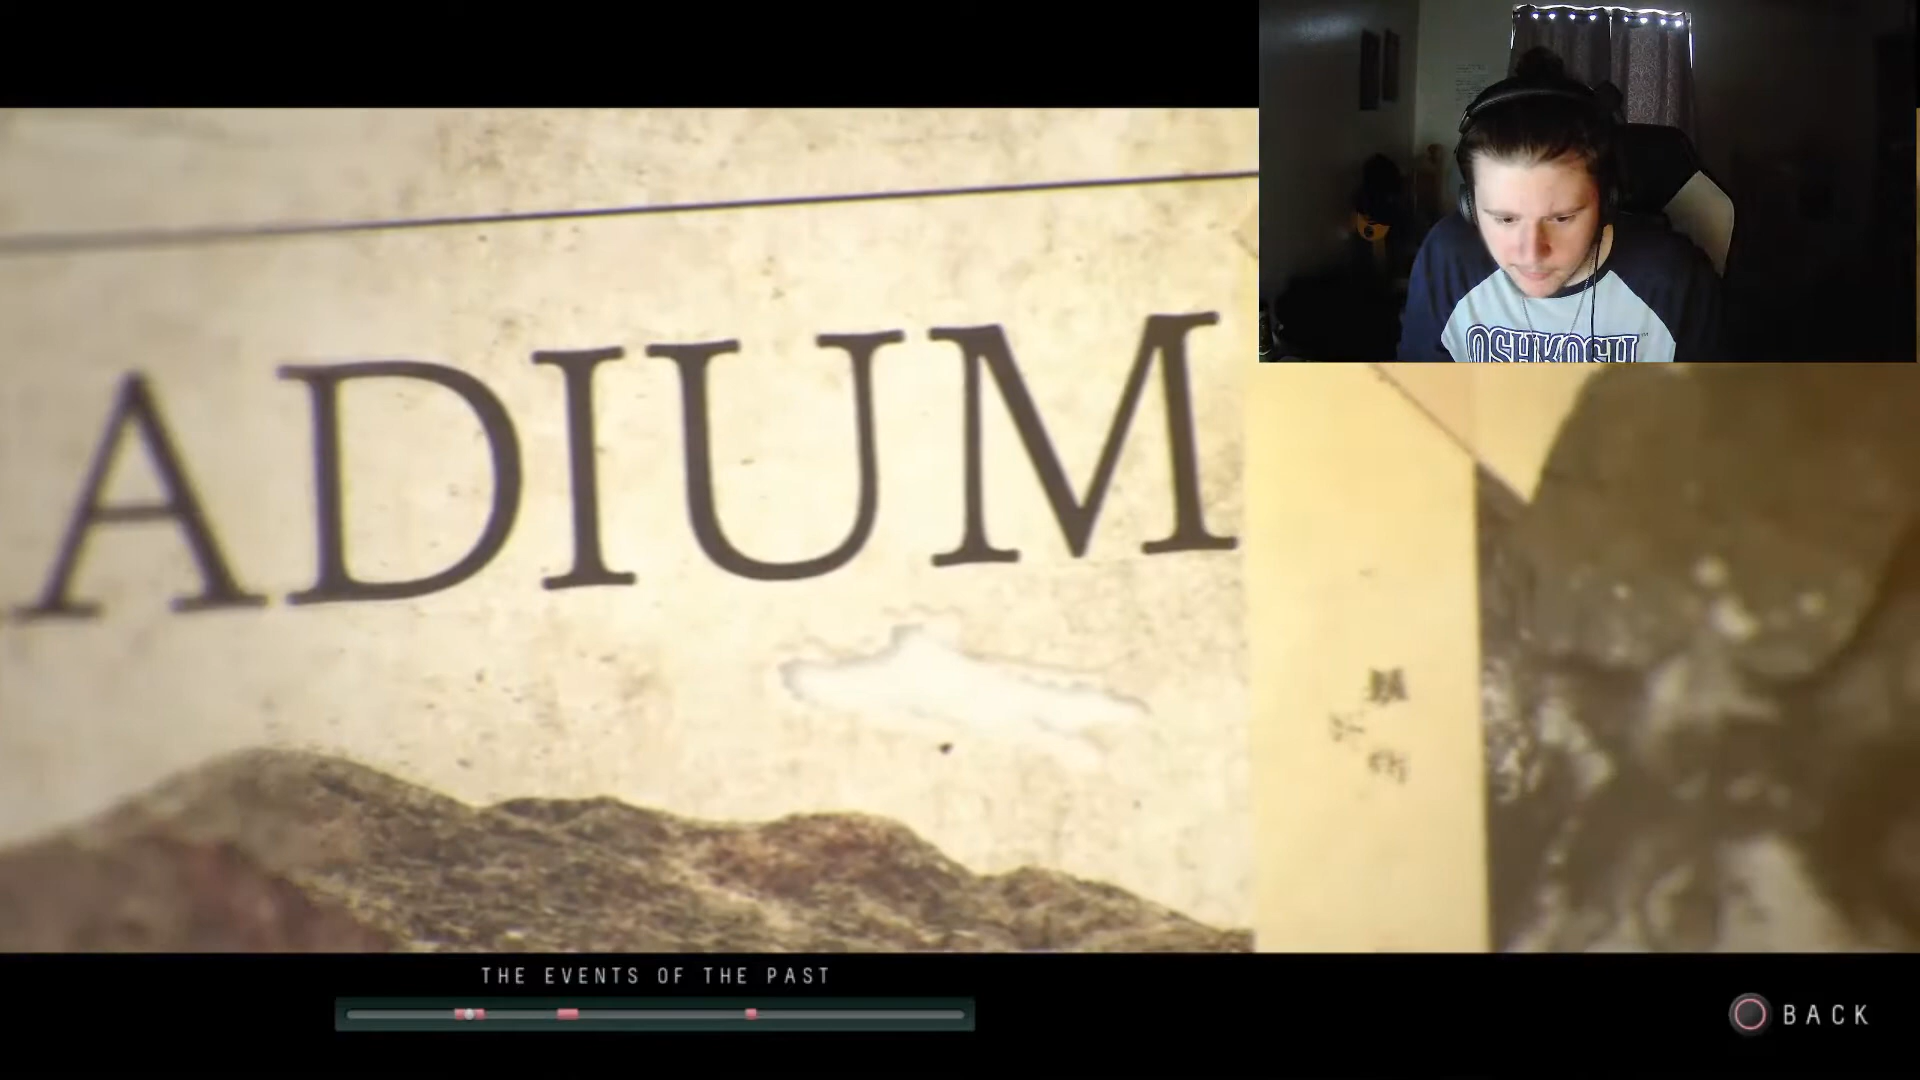 ADIUM
OSHKOSH
THE EVENTS OF THE PAST
BACK